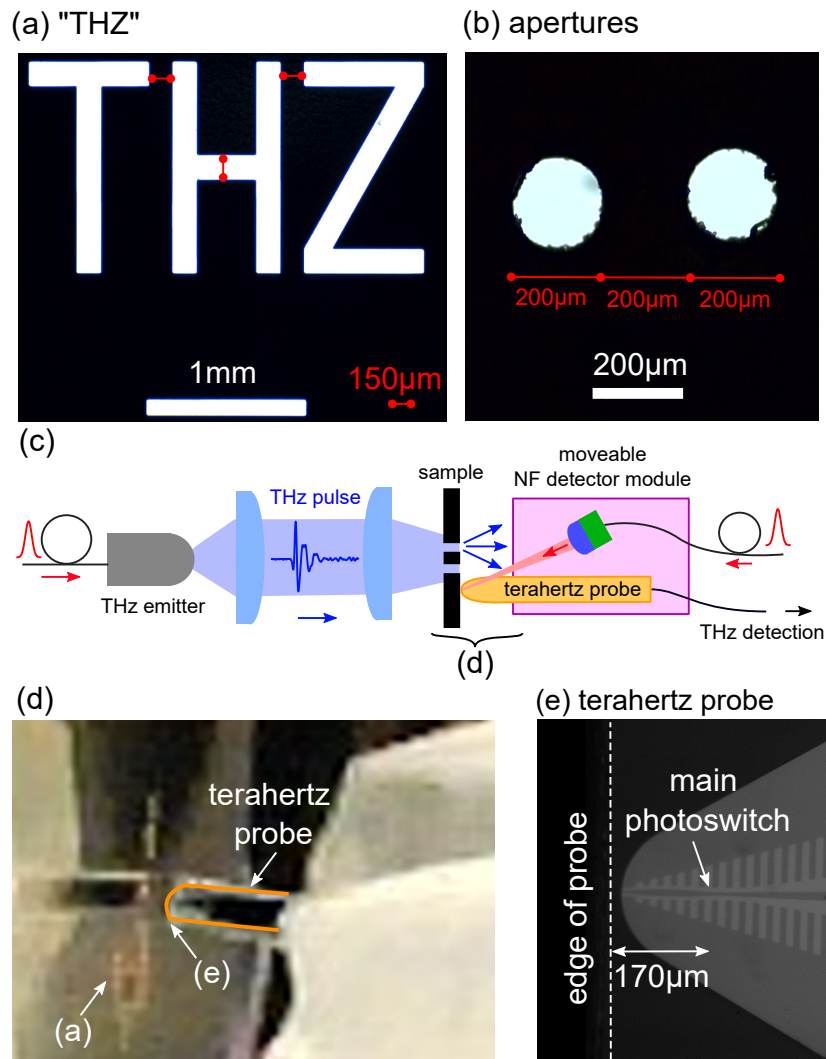 (a) "THZ"
THZ
1mm
150µm
(b) apertures
200µm 200µm 200µm
200µm
(c)
THz emitter
THz pulse
sample
moveable
NF detector module
terahertz probe
THz detection
(d)
(d)
terahertz
probe
(e)
(a)
(e) terahertz probe
edge of probe
main
photoswitch
170µm